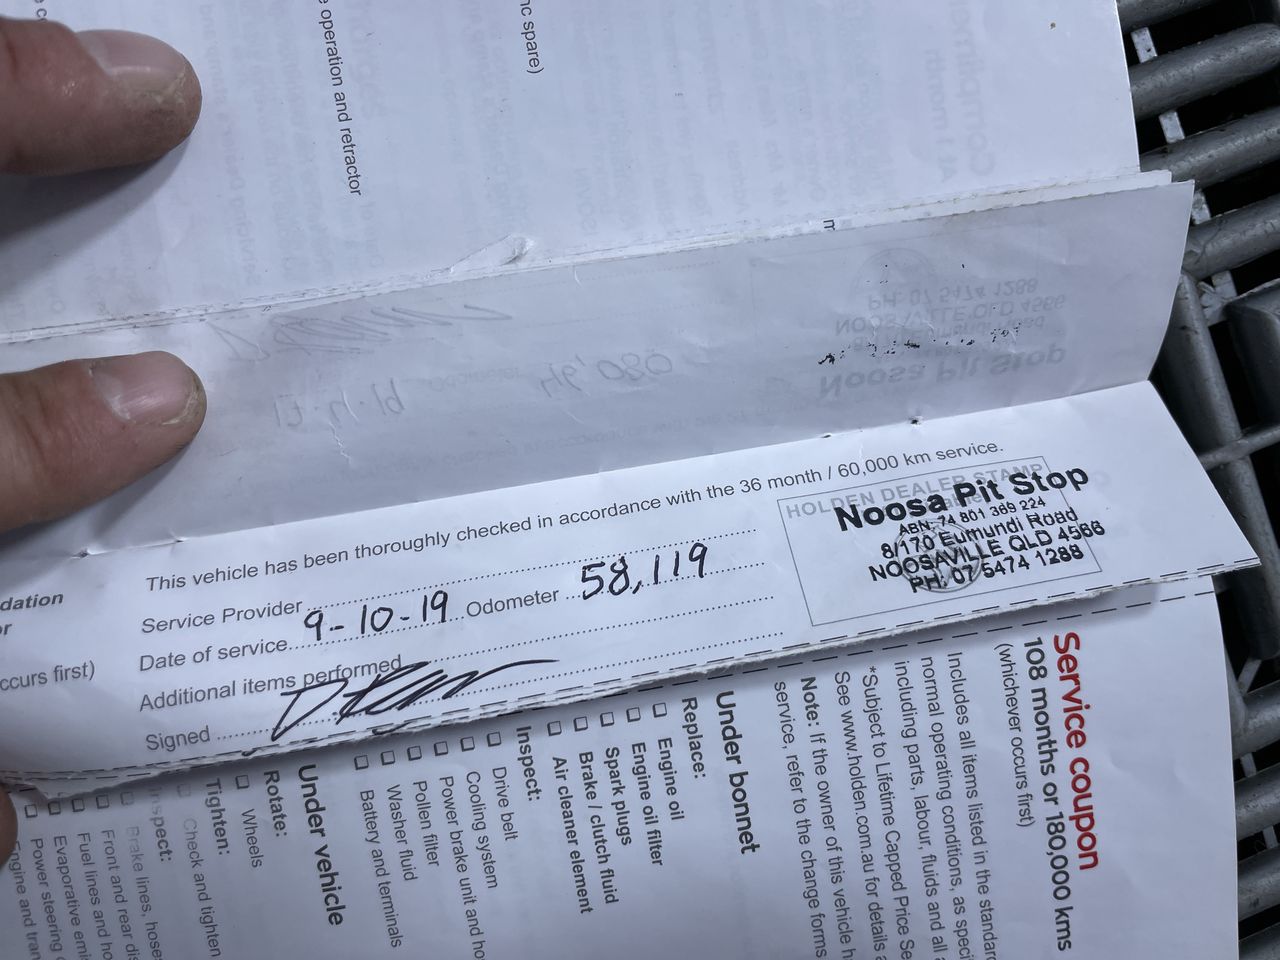 e operation and retractor
nc spare)
This vehicle has been thoroughly checked in accordance with the 36 month / 60,000 km service.
Service Provider
Date of service 9-10-19 Odometer 58,119
Additional items performed
Signed
HOLDEN DEALER STAMP
Noosa Pit Stop
ABN: 74 801 369 224
8/170 Eumundi Road
NOOSAVILLE QLD 4566
PH: 07 5474 1288
dation
or
ccurs first)
Service coupon
108 months or 180,000 kms
(whichever occurs first)
Includes all items listed in the standard
normal operating conditions, as speci
including parts, labour, fluids and all a
*Subject to Lifetime Capped Price Se
See www.holden.com.au for details a
Note: If the owner of this vehicle h
service, refer to the change forms
Under bonnet
Replace:
Engine oil
Engine oil filter
Spark plugs
Brake / clutch fluid
Air cleaner element
Inspect:
Drive belt
Cooling system
Power brake unit and ho
Pollen filter
Washer fluid
Battery and terminals
Under vehicle
Rotate:
Wheels
Tighten:
Check and tighten
Inspect:
Brake lines, hose
Front and rear dis
Fuel lines and ho
Evaporative emi
Power steering
Engine and tran